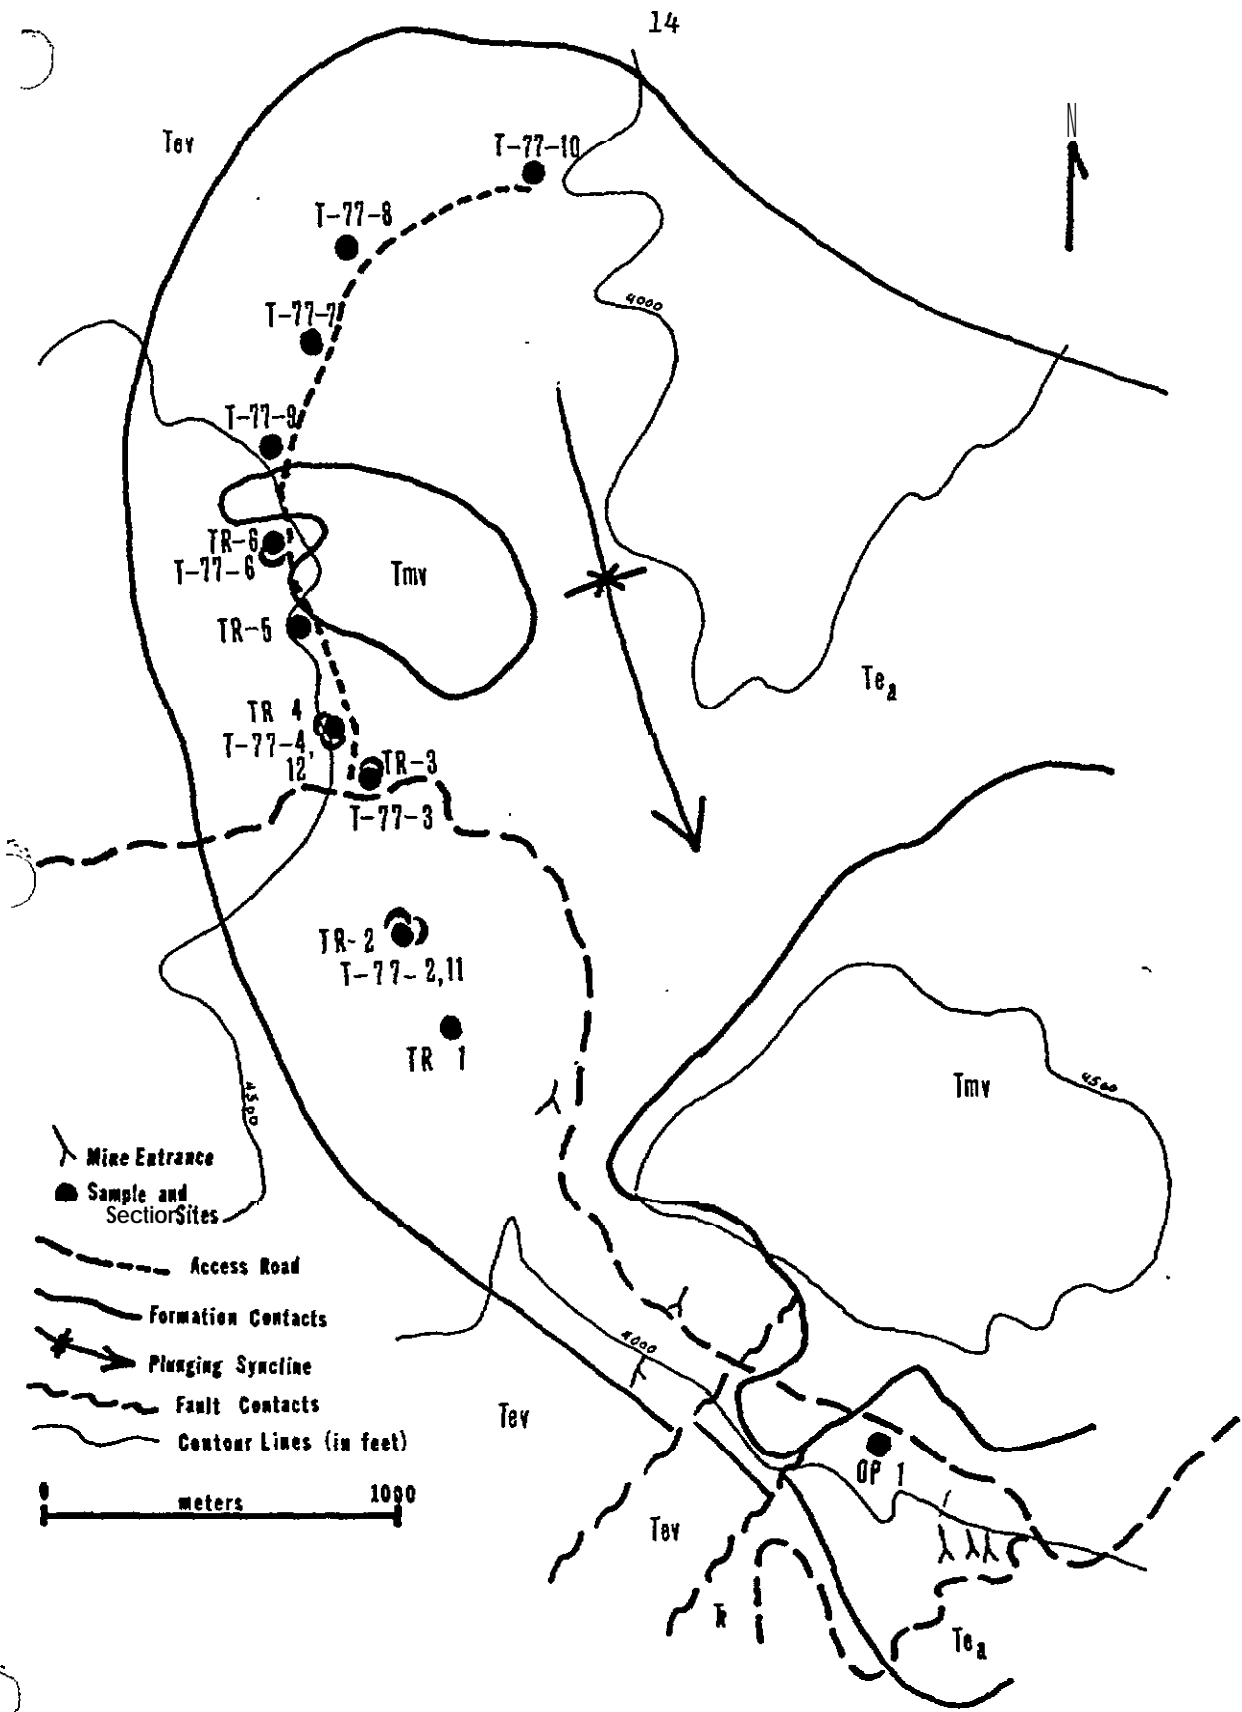 14
N
Tev
T-77-10
T-77-8
4000
T-77-7
T-77-9
TR-6
T-77-6
Tmv
TR-5
Tea
TR 4
T-77-4,
12
TR-3
T-77-3
TR-2
T-77-2,11
TR 1
Tmv
4500
4500
Mine Entrance
Sample and
Section Sites
Access Road
Formation Contacts
Plunging Syncline
Fault Contacts
Contour Lines (in feet)
0 meters 1000
4000
Tev
OP 1
Tev
Tea